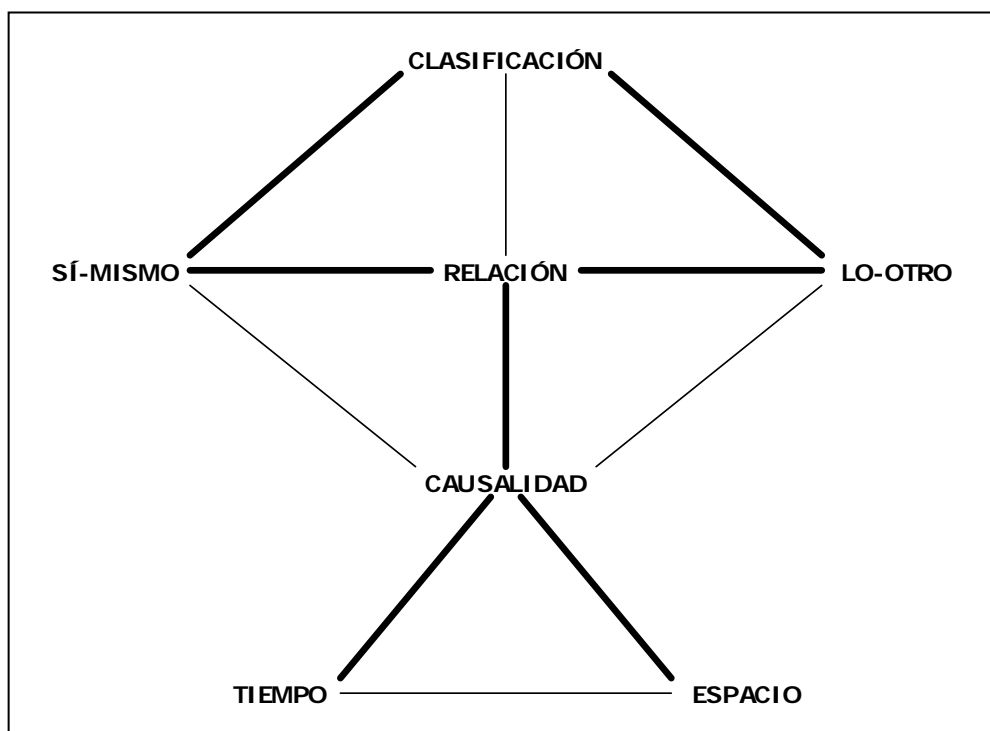 CLASIFICACIÓN
SÍ-MISMO RELACIÓN LO-OTRO
CAUSALIDAD
TIEMPO ESPACIO